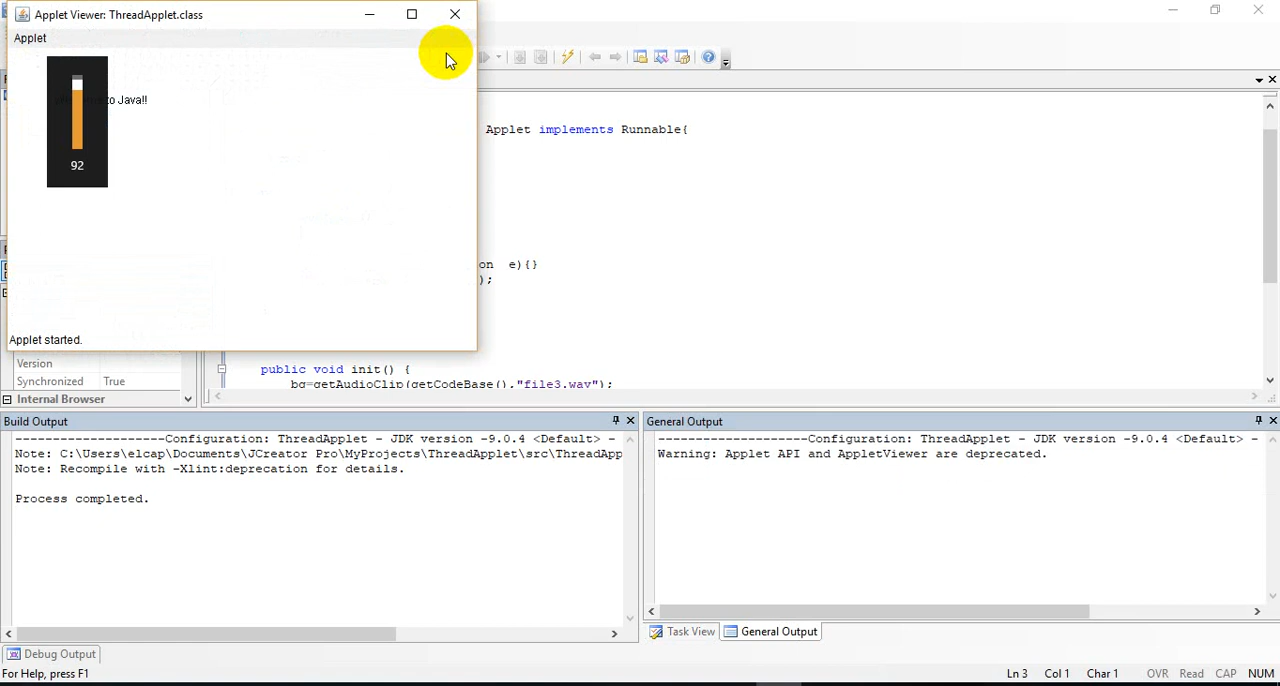 Applet Viewer: ThreadApplet.class
Applet
to Java!!
92
Applet started.
Applet implements Runnable{
on  e){}
);
public void init() {
bg=getAudioClip(getCodeBase(),"file3.wav");
Version
Synchronized True
Internal Browser
Build Output
--------------------Configuration: ThreadApplet - JDK version -9.0.4 <Default> -
Note: C:\Users\elcap\Documents\JCreator Pro\MyProjects\ThreadApplet\src\ThreadApp
Note: Recompile with -Xlint:deprecation for details.
Process completed.
General Output
--------------------Configuration: ThreadApplet - JDK version -9.0.4 <Default> -
Warning: Applet API and AppletViewer are deprecated.
Task View General Output
Debug Output
For Help, press F1
Ln 3 Col 1 Char 1 OVR Read CAP NUM